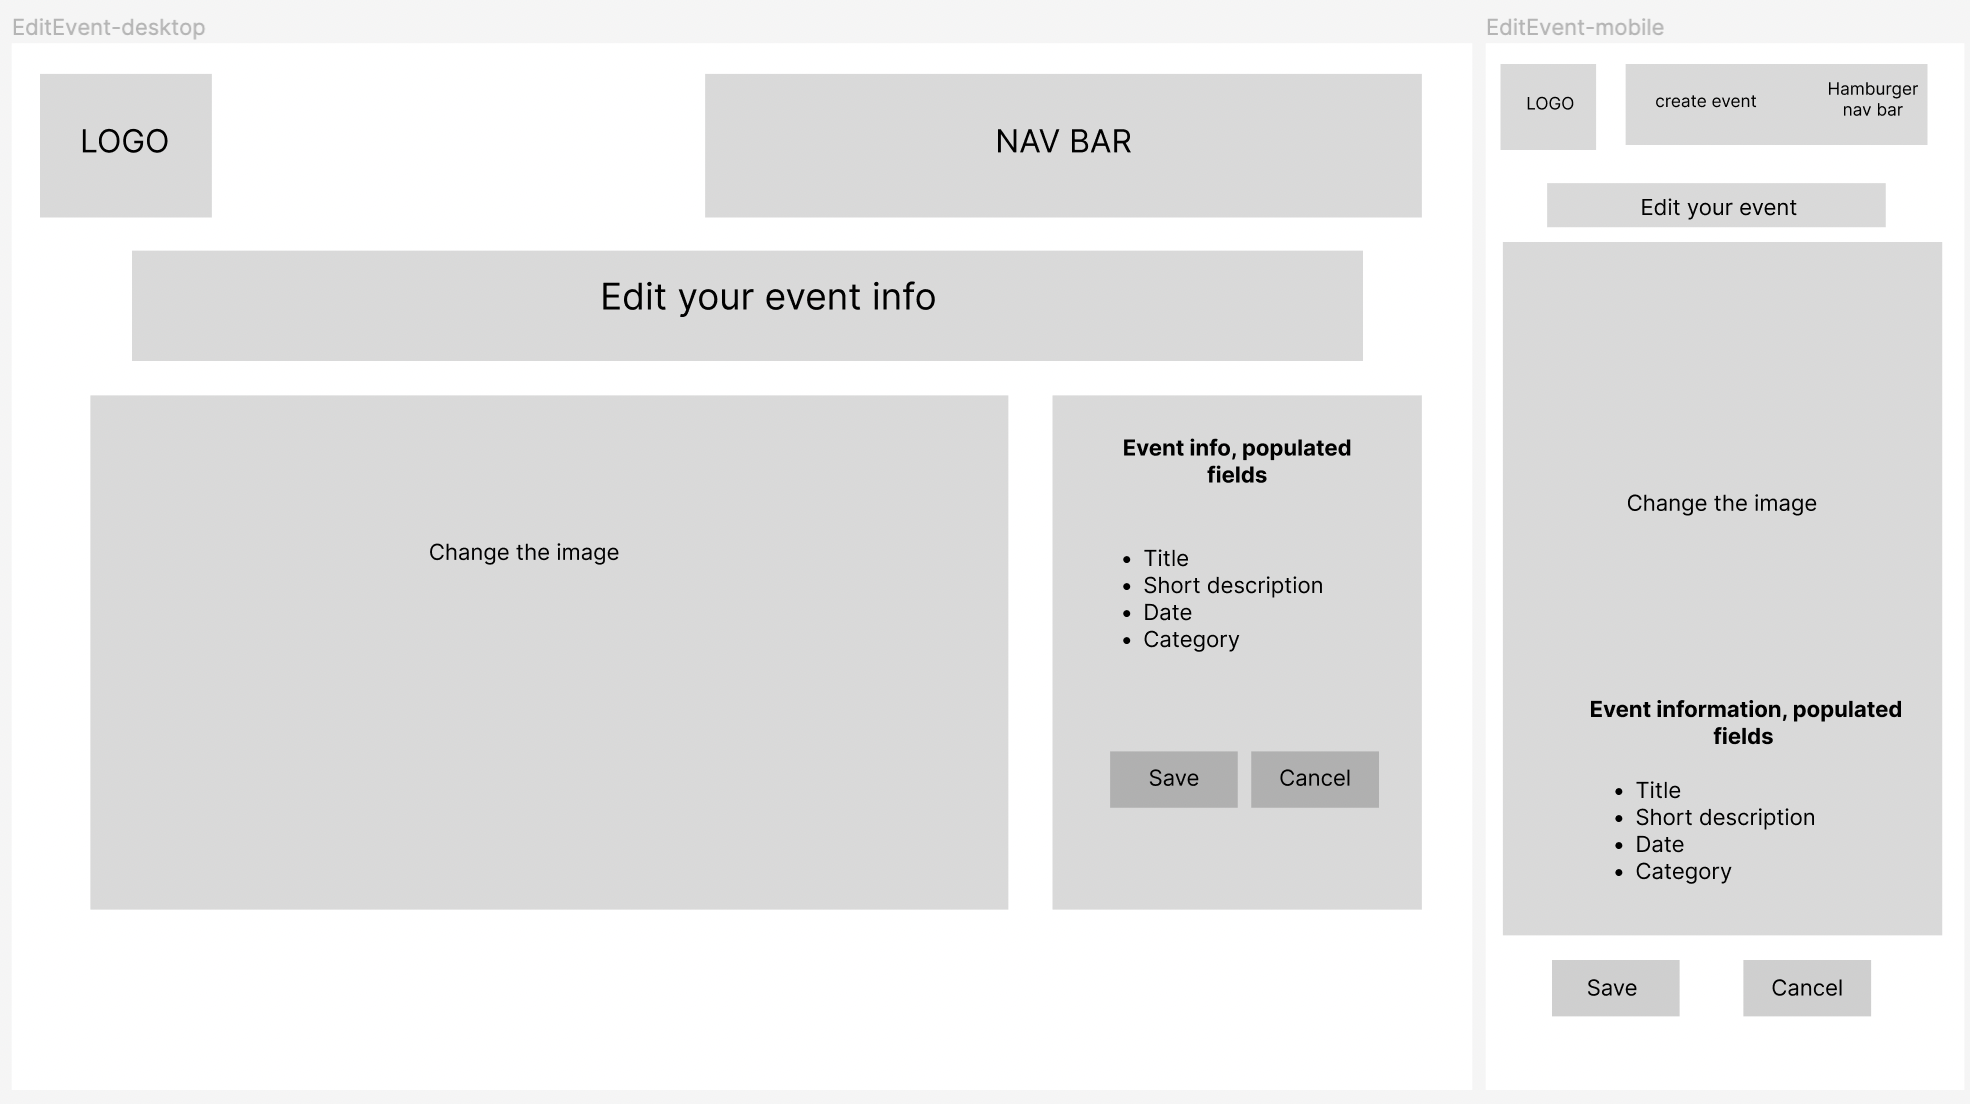 EditEvent-desktop
LOGO
NAV BAR
Edit your event info
Change the image
Event info, populated
fields
• Title
• Short description
• Date
• Category
Save
Cancel
EditEvent-mobile
LOGO
create event
Hamburger
nav bar
Edit your event
Change the image
Event information, populated
fields
• Title
• Short description
• Date
• Category
Save
Cancel